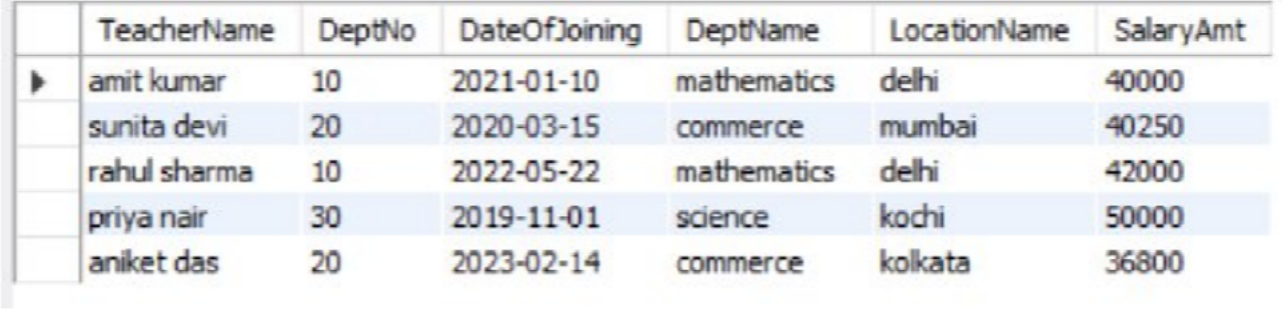 TeacherName DeptNo DateOfJoining DeptName LocationName SalaryAmt
amit kumar 10 2021-01-10 mathematics delhi 40000
sunita devi 20 2020-03-15 commerce mumbai 40250
rahul sharma 10 2022-05-22 mathematics delhi 42000
priya nair 30 2019-11-01 science kochi 50000
aniket das 20 2023-02-14 commerce kolkata 36800